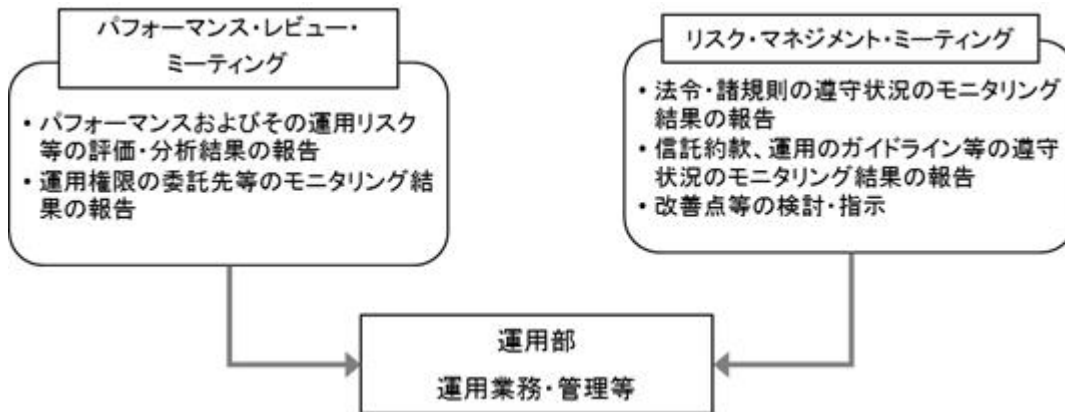 パフォーマンス・レビュー・
ミーティング
・パフォーマンスおよびその運用リスク
等の評価・分析結果の報告
・運用権限の委託先等のモニタリング結
果の報告
リスク・マネジメント・ミーティング
・法令・諸規則の遵守状況のモニタリング
結果の報告
・信託約款、運用のガイドライン等の遵守
状況のモニタリング結果の報告
・改善点等の検討・指示
運用部
運用業務・管理等